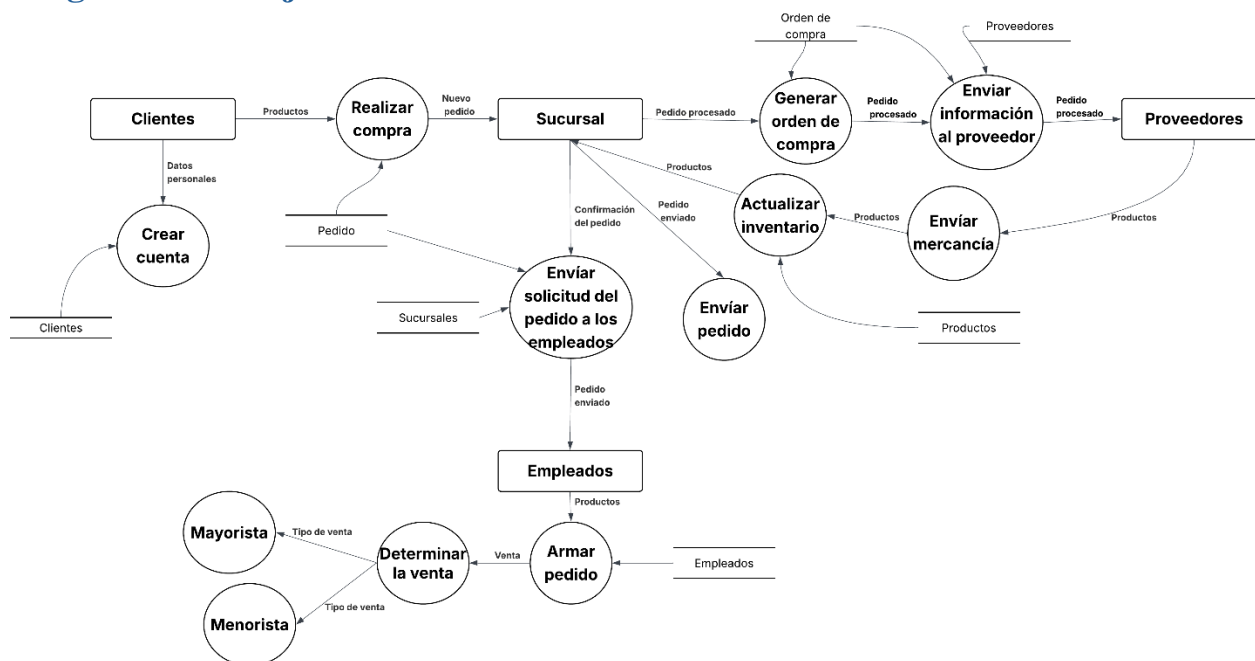 Orden de
compra
Proveedores
Clientes
Productos
Realizar
compra
Nuevo
pedido
Sucursal
Pedido procesado
Generar
orden de
compra
Pedido
procesado
Enviar
información
al proveedor
Pedido
procesado
Proveedores
Datos
personales
Productos
Crear
cuenta
Pedido
Confirmación
del pedido
Pedido
enviado
Actualizar
inventario
Productos
Envíar
mercancía
Productos
Clientes
Sucursales
Envíar
solicitud del
pedido a los
empleados
Envíar
pedido
Productos
Pedido
enviado
Empleados
Productos
Mayorista
Tipo de venta
Determinar
la venta
Venta
Armar
pedido
Empleados
Menorista
Tipo de venta